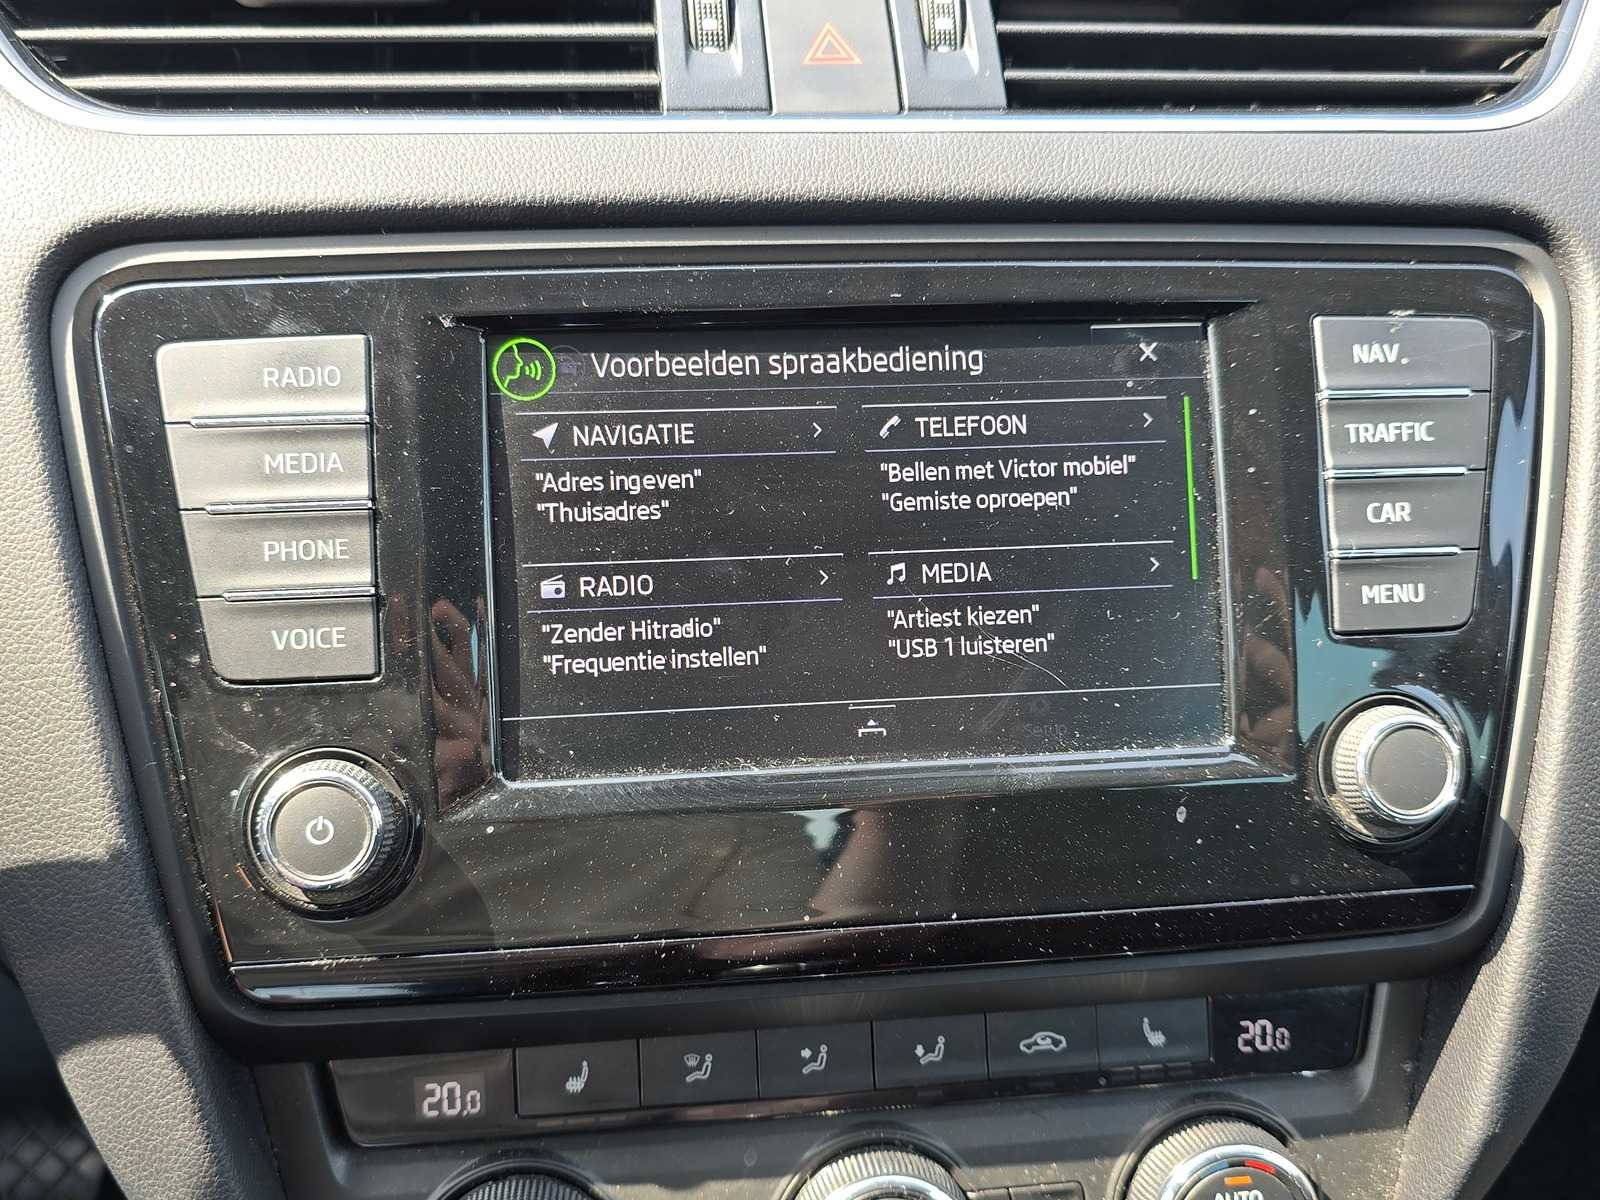 RADIO
MEDIA
PHONE
VOICE
Voorbeelden spraakbediening
NAVIGATIE
"Adres ingeven"
"Thuisadres"
TELEFOON
"Bellen met Victor mobiel"
"Gemiste oproepen"
RADIO
"Zender Hitradio"
"Frequentie instellen"
MEDIA
"Artiest kiezen"
"USB 1 luisteren"
NAV.
TRAFFIC
CAR
MENU
20,0
20,0
AUTO